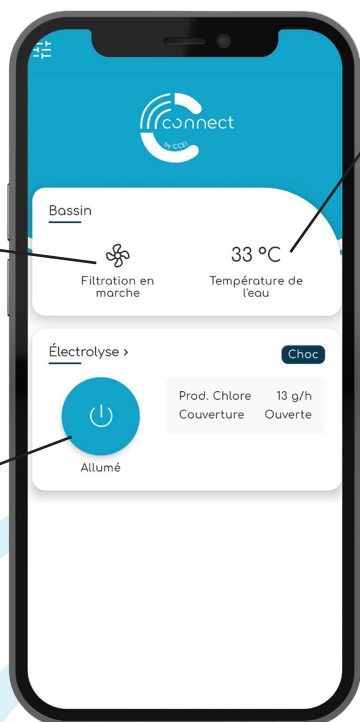 connect
by CCEI
Bassin
33 °C
Filtration en
marche
Température de
l'eau
Électrolyse >
Choc
Prod. Chlore 13 g/h
Couverture Ouverte
Allumé